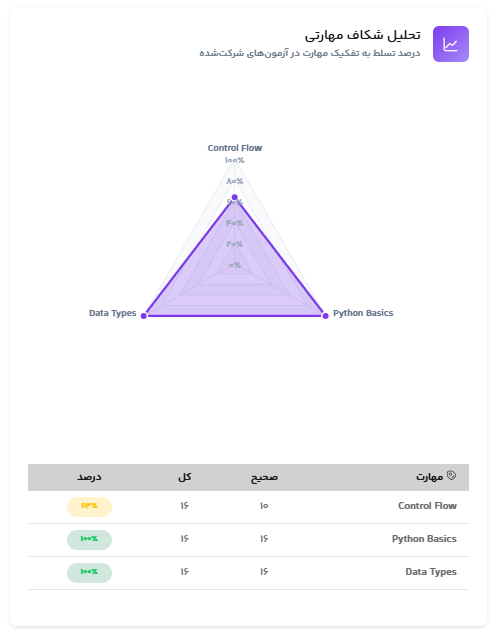 تحلیل شکاف مهارتی
درصد تسلط به تفکیک مهارت در آزمون‌های شرکت‌شده
Control Flow
۱۰۰%
۸۰%
۶۰%
۴۰%
۲۰%
۰%
Data Types
Python Basics
مهارت صحیح کل درصد
Control Flow ۱۰ ۱۶ ۶۳%
Python Basics ۱۶ ۱۶ ۱۰۰%
Data Types ۱۶ ۱۶ ۱۰۰%